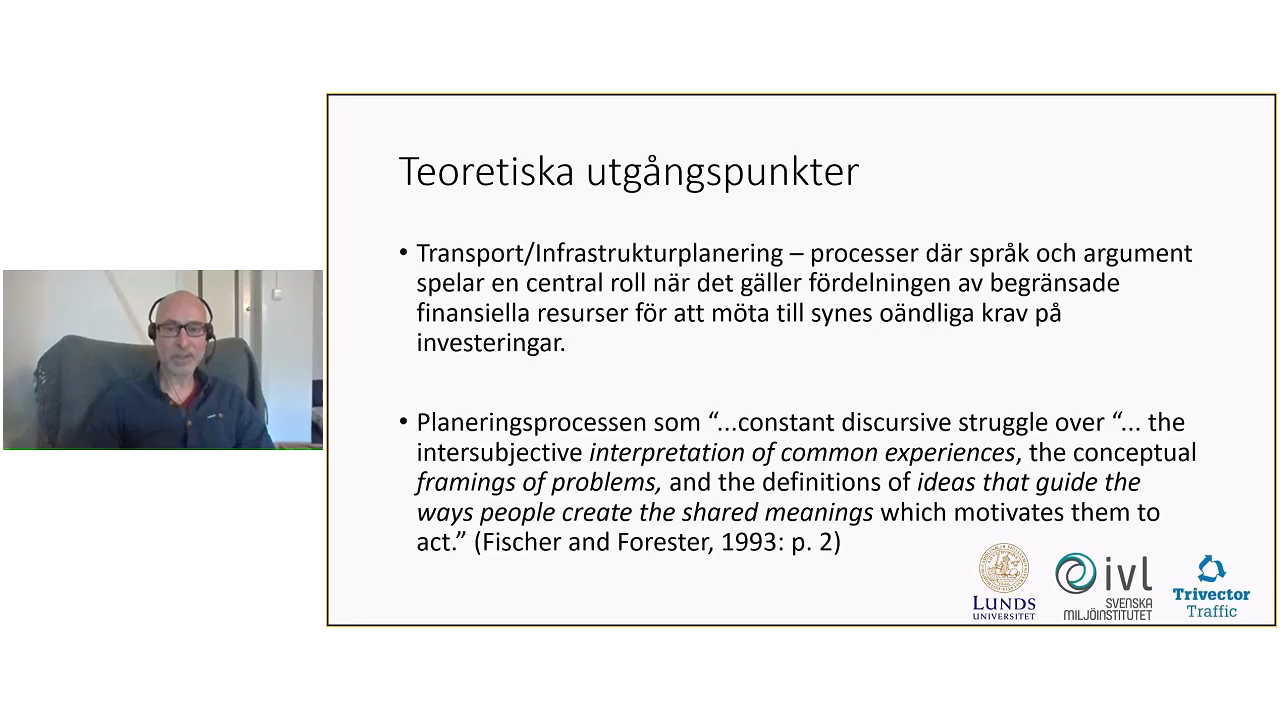 Teoretiska utgångspunkter
• Transport/Infrastrukturplanering – processer där språk och argument
spelar en central roll när det gäller fördelningen av begränsade
finansiella resurser för att möta till synes oändliga krav på
investeringar.
• Planeringsprocessen som “...constant discursive struggle over “... the
intersubjective interpretation of common experiences, the conceptual
framings of problems, and the definitions of ideas that guide the
ways people create the shared meanings which motivates them to
act.” (Fischer and Forester, 1993: p. 2)
LUNDS
UNIVERSITET
ivl
SVENSKA
MILJÖINSTITUTET
Trivector
Traffic